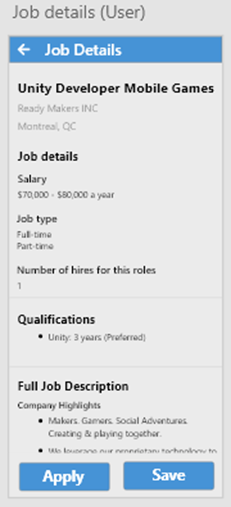 Job details (User)
Job Details
Unity Developer Mobile Games
Ready Makers INC
Montreal, QC
Job details
Salary
$70,000 - $80,000 a year
Job type
Full-time
Part-time
Number of hires for this roles
1
Qualifications
Unity: 3 years (Preferred)
Full Job Description
Company Highlights
Makers. Gamers. Social Adventures.
Creating & playing together.
We leverage our proprietary technology to
Apply
Save